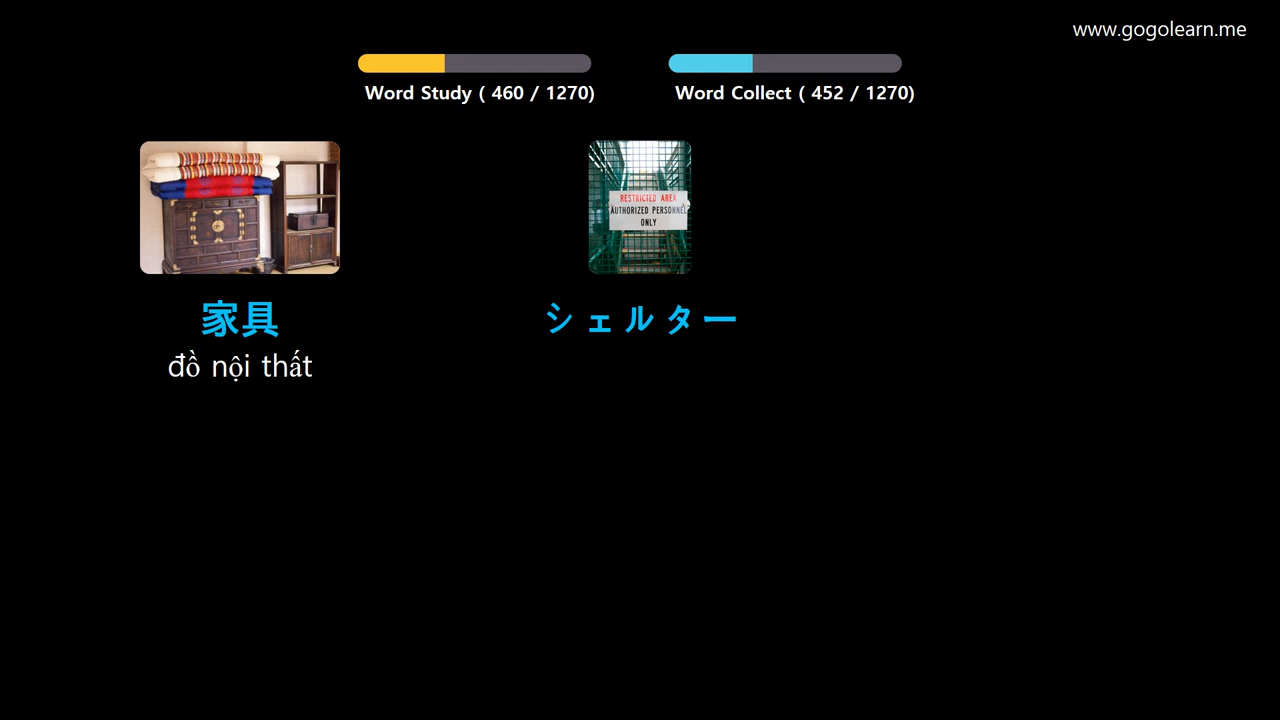 www.gogolearn.me
Word Study ( 460 / 1270)
Word Collect ( 452 / 1270)
RESTRICTED AREA
AUTHORIZED PERSONNEL
ONLY
家具
シェルター
đồ nội thất